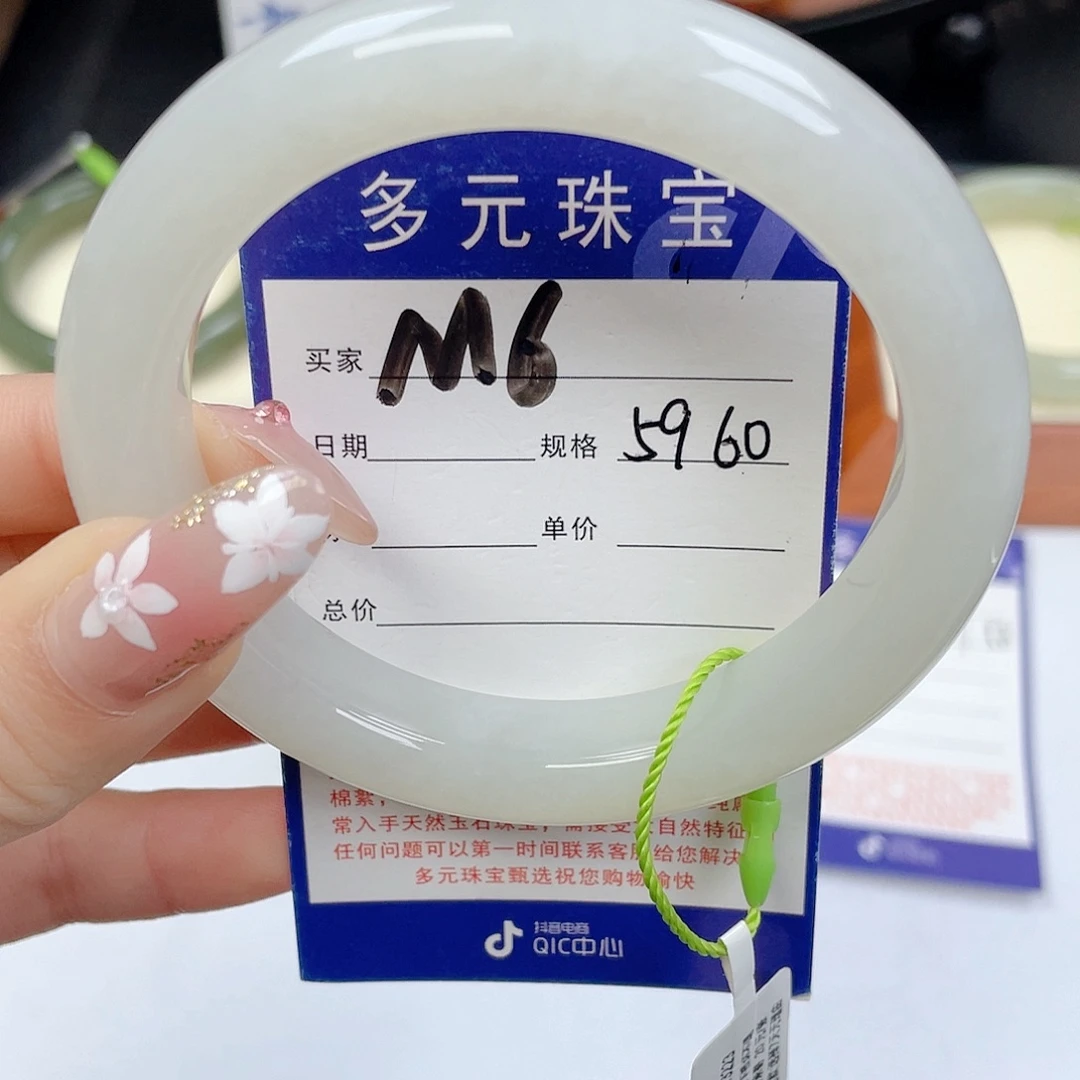 多元珠宝
买家 M6
日期 规格 59 60
单价
总价
棉絮，
常入手天然玉石珠宝，需接受 自然特征
任何问题可以第一时间联系客服给您解决
多元珠宝甄选祝您购物愉快
抖音电商
QIC中心